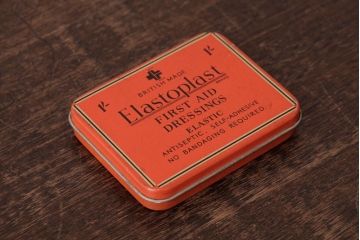 1/- 1/-
BRITISH MADE
Elastoplast
FIRST AID
DRESSINGS
ELASTIC
ANTISEPTIC. SELF-ADHESIVE
NO BANDAGING REQUIRED.